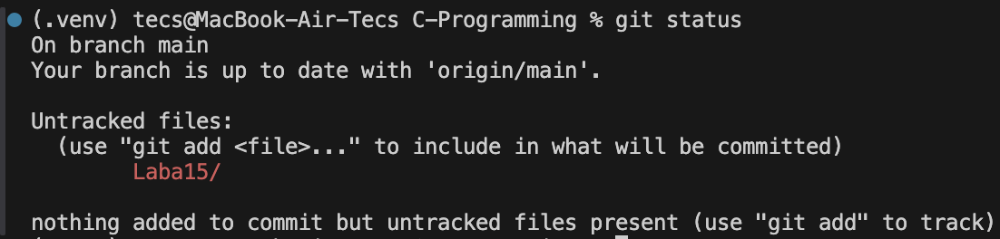 (.venv) tecs@MacBook-Air-Tecs C-Programming % git status
On branch main
Your branch is up to date with 'origin/main'.
Untracked files:
(use "git add <file>..." to include in what will be committed)
Laba15/
nothing added to commit but untracked files present (use "git add" to track)